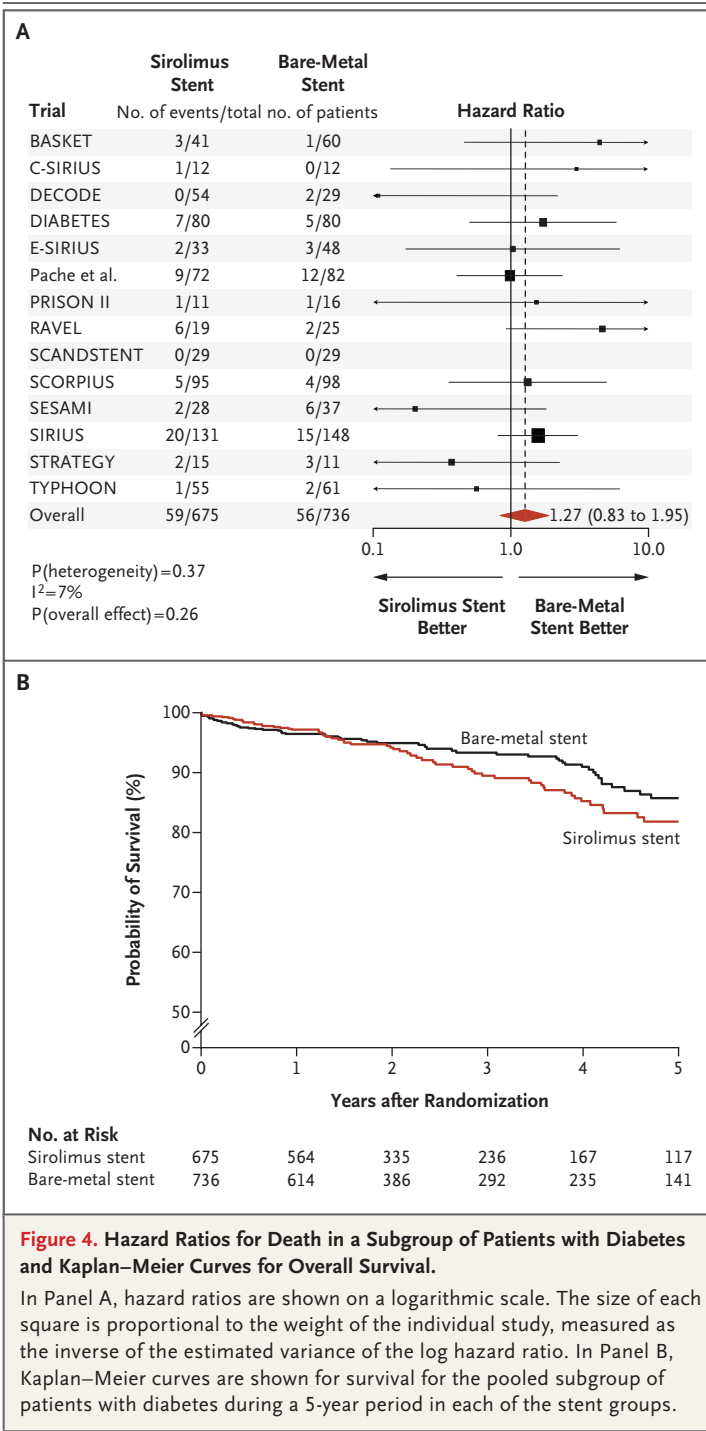 A
Sirolimus Stent Bare-Metal Stent
Trial No. of events/total no. of patients Hazard Ratio
BASKET 3/41 1/60
C-SIRIUS 1/12 0/12
DECODE 0/54 2/29
DIABETES 7/80 5/80
E-SIRIUS 2/33 3/48
Pache et al. 9/72 12/82
PRISON II 1/11 1/16
RAVEL 6/19 2/25
SCANDSTENT 0/29 0/29
SCORPIUS 5/95 4/98
SESAMI 2/28 6/37
SIRIUS 20/131 15/148
STRATEGY 2/15 3/11
TYPHOON 1/55 2/61
Overall 59/675 56/736 1.27 (0.83 to 1.95)
0.1 1.0 10.0
P(heterogeneity)=0.37
I²=7%
P(overall effect)=0.26
Sirolimus Stent Better
Bare-Metal Stent Better
B
Probability of Survival (%)
100
90
80
70
60
50
0
Bare-metal stent
Sirolimus stent
0 1 2 3 4 5
Years after Randomization
No. at Risk
Sirolimus stent 675 564 335 236 167 117
Bare-metal stent 736 614 386 292 235 141
Figure 4. Hazard Ratios for Death in a Subgroup of Patients with Diabetes
and Kaplan–Meier Curves for Overall Survival.
In Panel A, hazard ratios are shown on a logarithmic scale. The size of each
square is proportional to the weight of the individual study, measured as
the inverse of the estimated variance of the log hazard ratio. In Panel B,
Kaplan–Meier curves are shown for survival for the pooled subgroup of
patients with diabetes during a 5-year period in each of the stent groups.